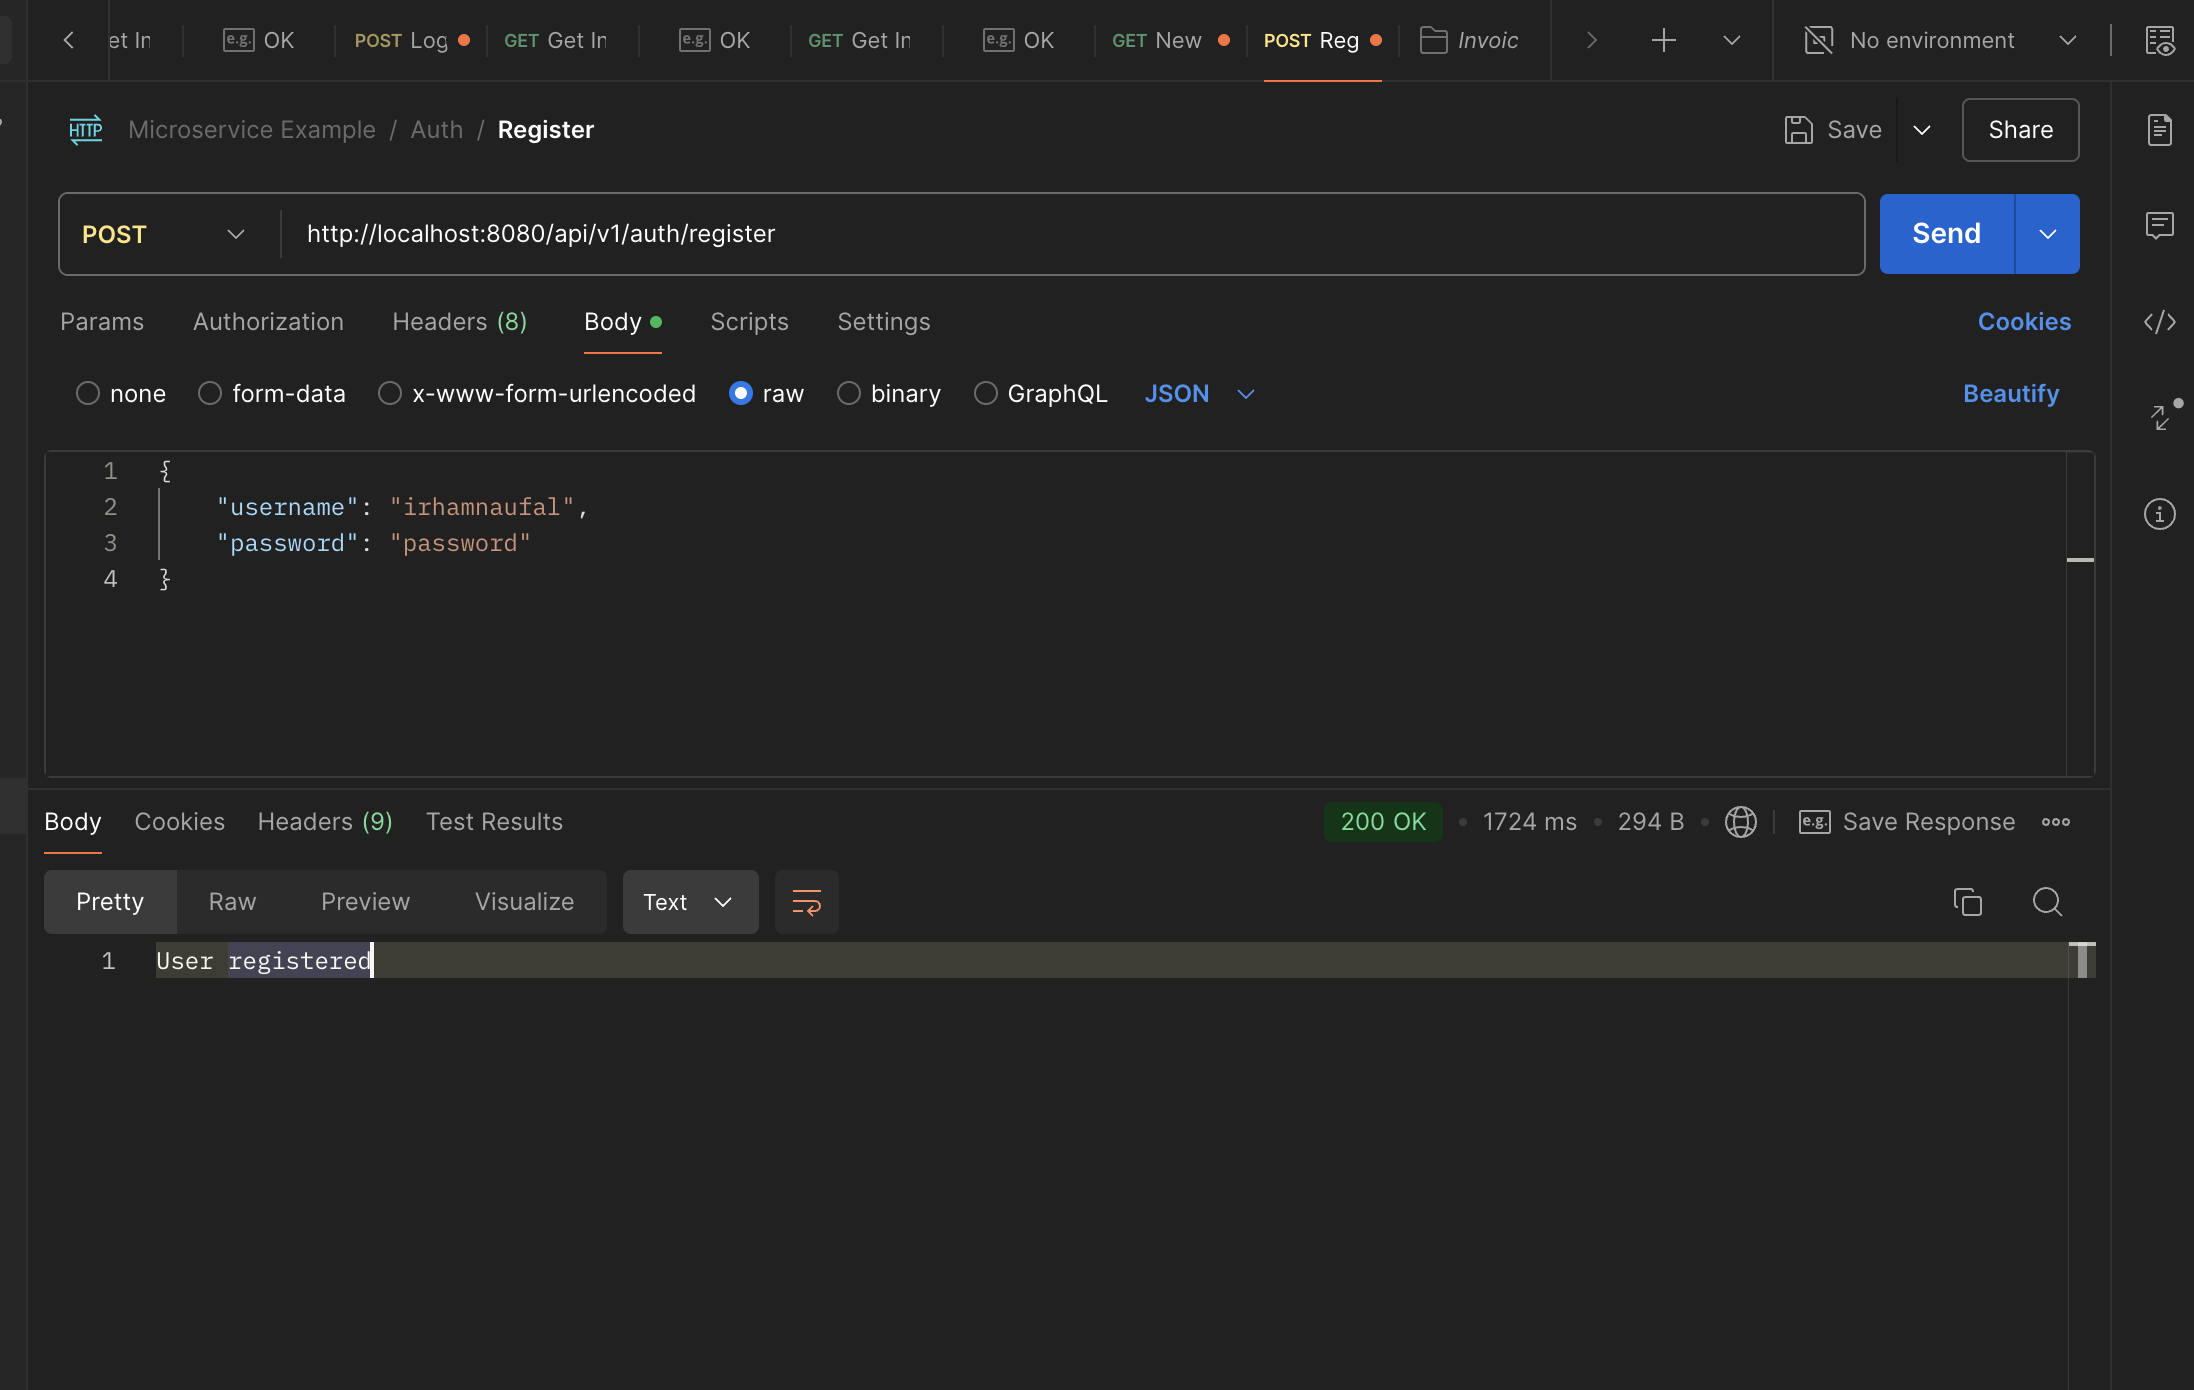 et In
e.g. OK
POST Log
GET Get In
e.g. OK
GET Get In
e.g. OK
GET New
POST Reg
Invoic
No environment
HTTP Microservice Example / Auth / Register
Save
Share
POST http://localhost:8080/api/v1/auth/register
Send
Params Authorization Headers (8) Body Scripts Settings
Cookies
none form-data x-www-form-urlencoded raw binary GraphQL JSON
Beautify
1 {
2 "username": "irhamnaufal",
3 "password": "password"
4 }
Body Cookies Headers (9) Test Results
200 OK • 1724 ms • 294 B •
e.g. Save Response
Pretty Raw Preview Visualize Text
1 User registered